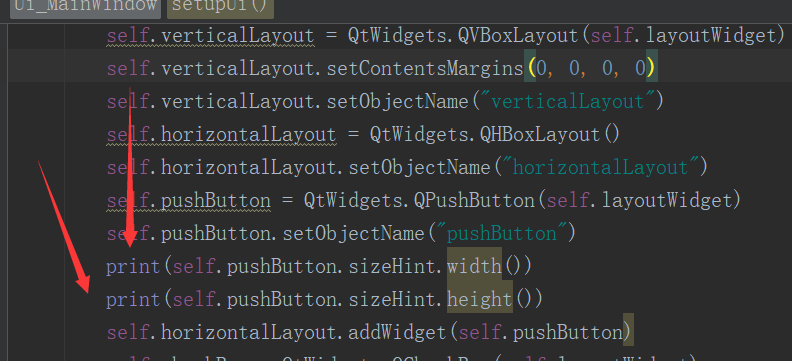 Ui_MainWindow setupUi()
self.verticalLayout = QtWidgets.QVBoxLayout(self.layoutWidget)
self.verticalLayout.setContentsMargins(0, 0, 0, 0)
self.verticalLayout.setObjectName("verticalLayout")
self.horizontalLayout = QtWidgets.QHBoxLayout()
self.horizontalLayout.setObjectName("horizontalLayout")
self.pushButton = QtWidgets.QPushButton(self.layoutWidget)
self.pushButton.setObjectName("pushButton")
print(self.pushButton.sizeHint.width())
print(self.pushButton.sizeHint.height())
self.horizontalLayout.addWidget(self.pushButton)